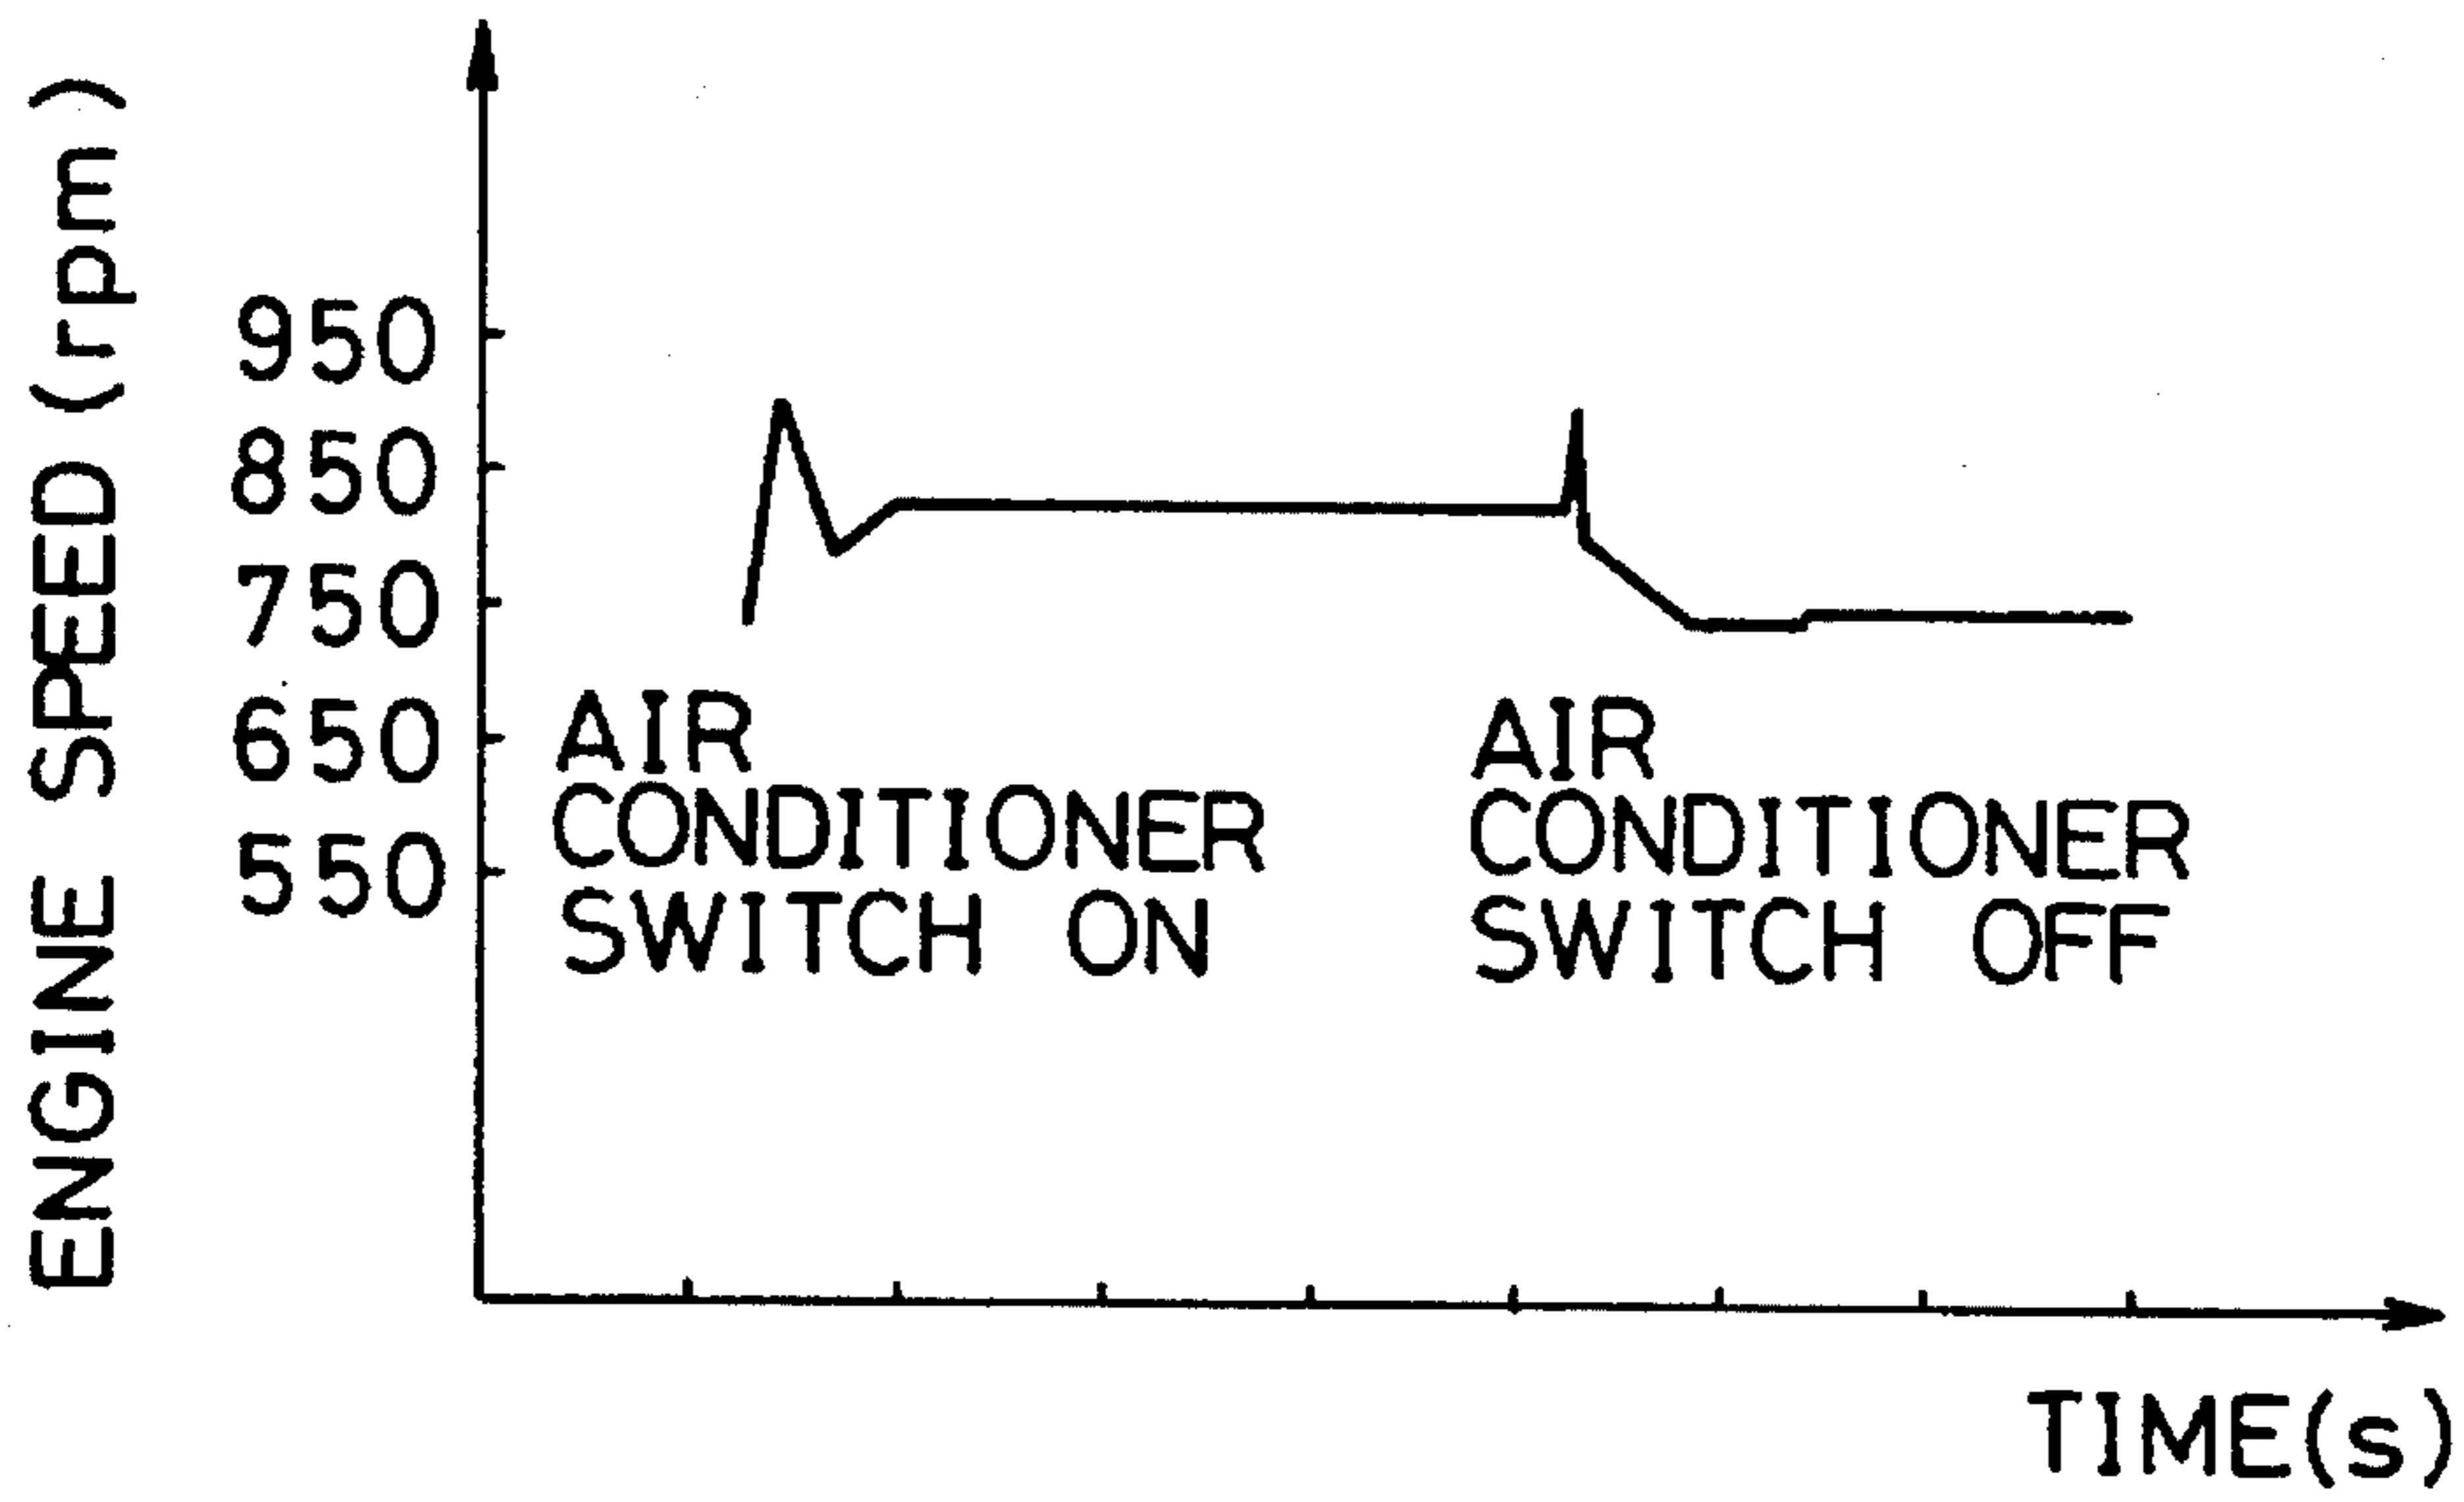 ENGINE SPEED (rpm)
950
850
750
650
550
AIR
CONDITIONER
SWITCH ON
AIR
CONDITIONER
SWITCH OFF
TIME(s)